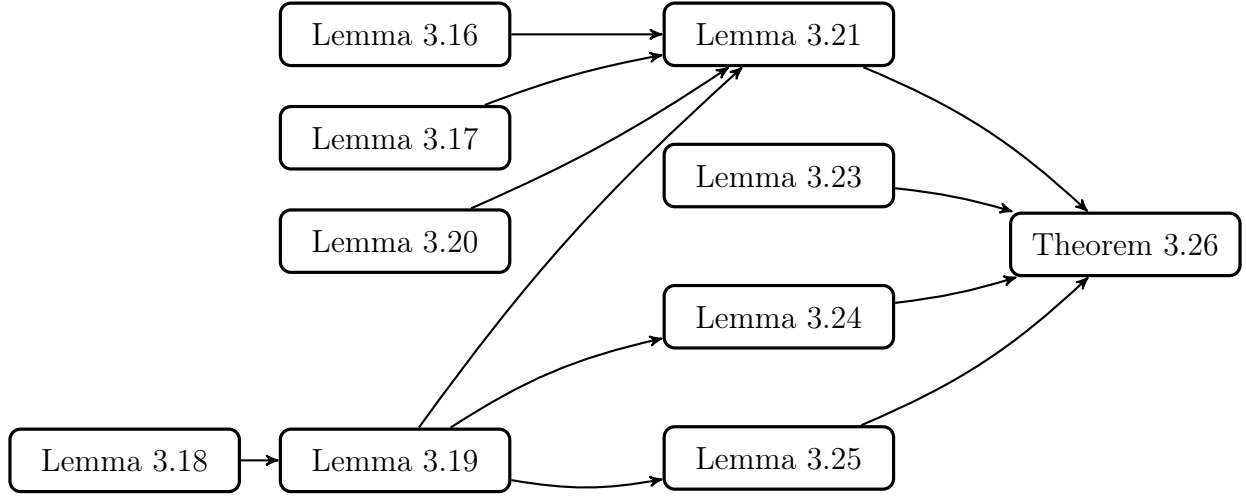 Lemma 3.16
Lemma 3.21
Lemma 3.17
Lemma 3.23
Lemma 3.20
Theorem 3.26
Lemma 3.24
Lemma 3.18
Lemma 3.19
Lemma 3.25